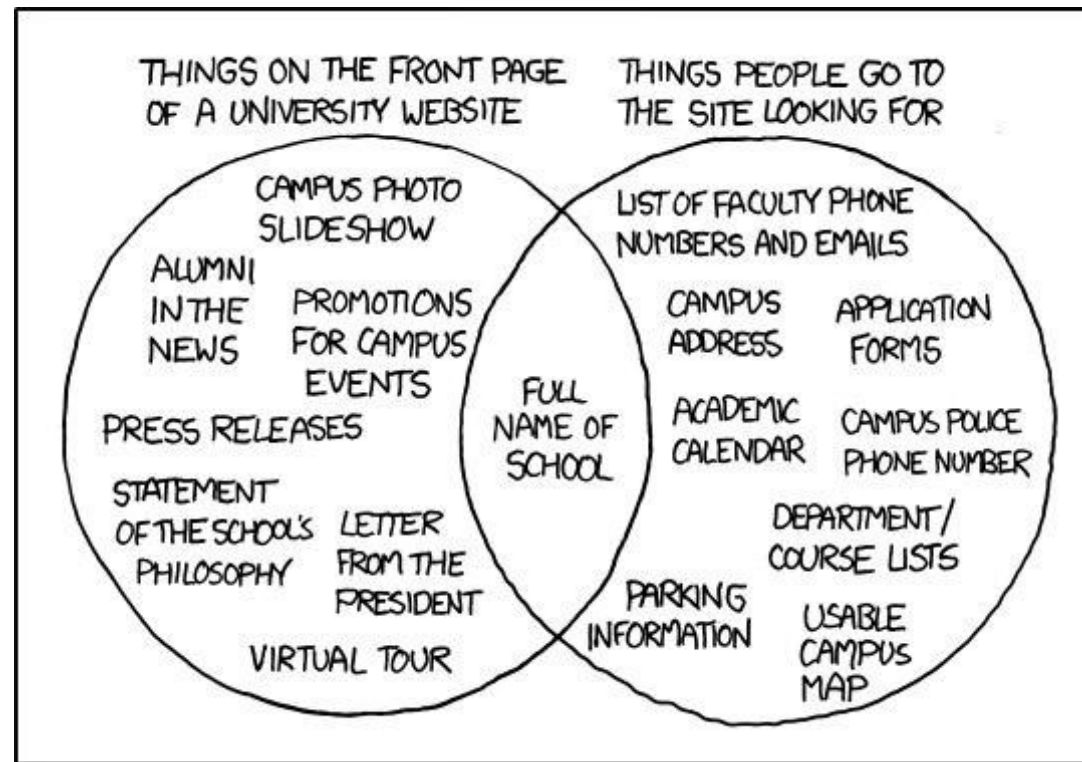 THINGS ON THE FRONT PAGE
OF A UNIVERSITY WEBSITE
THINGS PEOPLE GO TO
THE SITE LOOKING FOR
CAMPUS PHOTO
SLIDESHOW
ALUMNI
IN THE
NEWS
PROMOTIONS
FOR CAMPUS
EVENTS
PRESS RELEASES
STATEMENT
OF THE SCHOOL'S
PHILOSOPHY
LETTER
FROM THE
PRESIDENT
VIRTUAL TOUR
FULL
NAME OF
SCHOOL
LIST OF FACULTY PHONE
NUMBERS AND EMAILS
CAMPUS
ADDRESS
APPLICATION
FORMS
ACADEMIC
CALENDAR
CAMPUS POLICE
PHONE NUMBER
DEPARTMENT/
COURSE LISTS
PARKING
INFORMATION
USABLE
CAMPUS
MAP